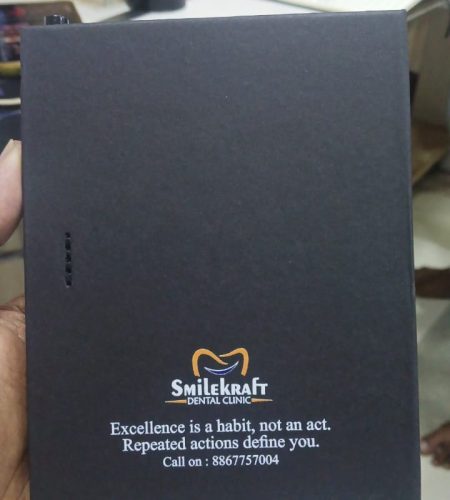 SMILEKRAFT
DENTAL CLINIC
Excellence is a habit, not an act.
Repeated actions define you.
Call on : 8867757004